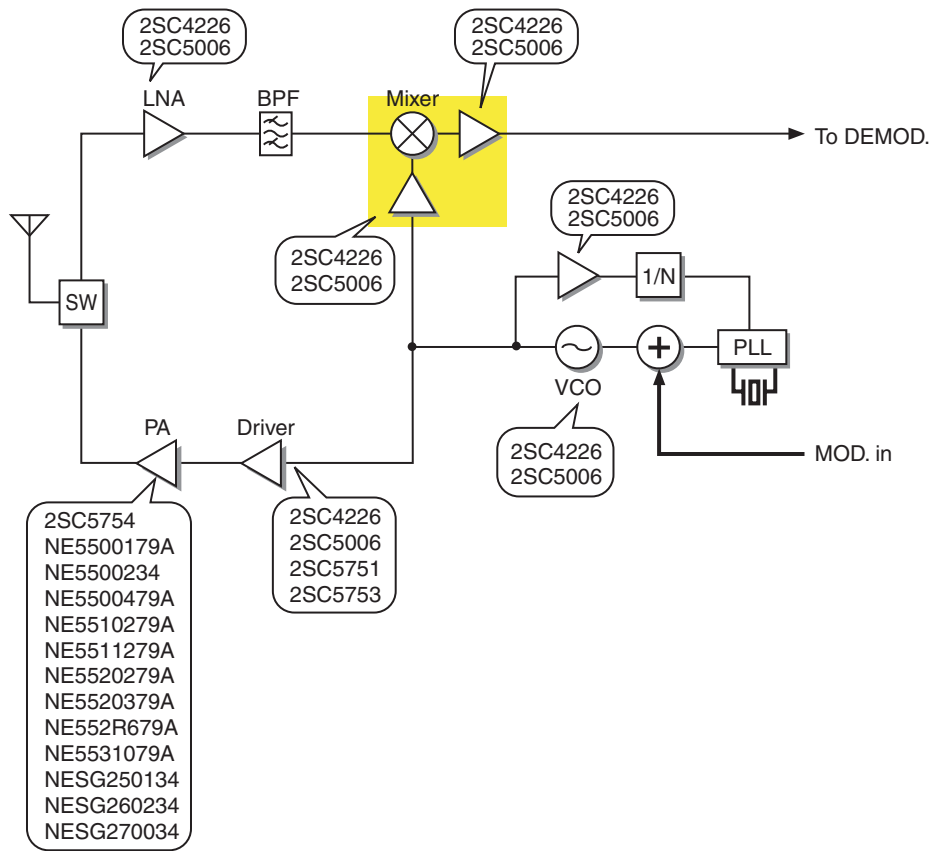 2SC4226
2SC5006
2SC4226
2SC5006
LNA
BPF
Mixer
To DEMOD.
2SC4226
2SC5006
2SC4226
2SC5006
SW
1/N
PLL
VCO
2SC4226
2SC5006
MOD. in
PA
Driver
2SC5754
NE5500179A
NE5500234
NE5500479A
NE5510279A
NE5511279A
NE5520279A
NE5520379A
NE552R679A
NE5531079A
NESG250134
NESG260234
NESG270034
2SC4226
2SC5006
2SC5751
2SC5753